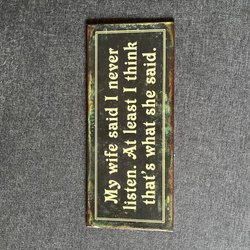 My wife said I never
listen. At least I think
that's what she said.